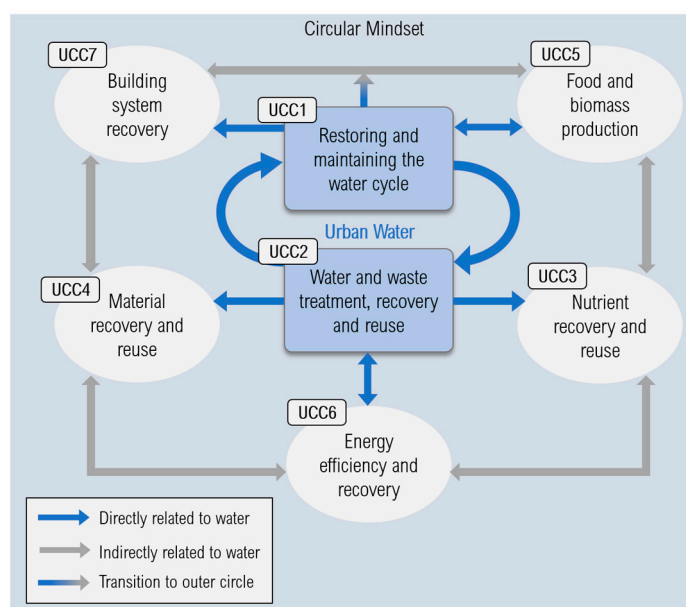 Circular Mindset
UCC7
Building
system
recovery
UCC5
Food and
biomass
production
UCC1
Restoring and
maintaining the
water cycle
Urban Water
UCC2
Water and waste
treatment, recovery
and reuse
UCC4
Material
recovery and
reuse
UCC3
Nutrient
recovery and
reuse
UCC6
Energy
efficiency and
recovery
Directly related to water
Indirectly related to water
Transition to outer circle